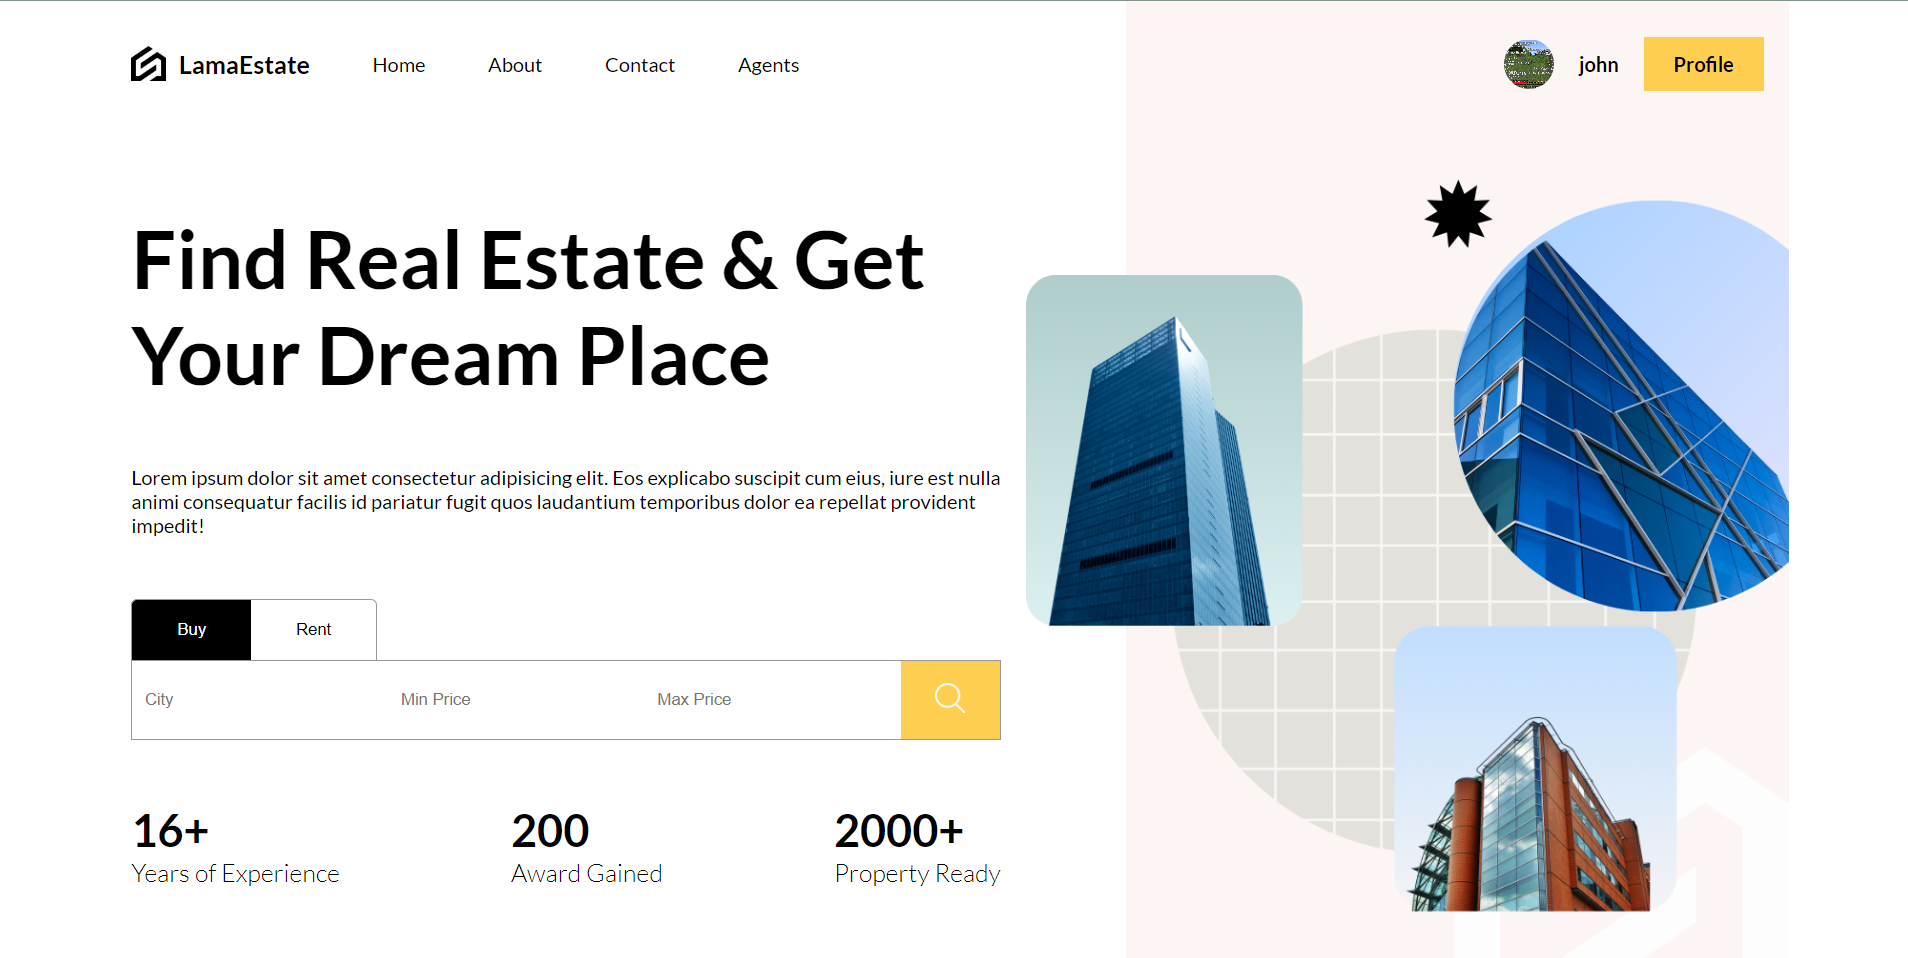 LamaEstate
Home
About
Contact
Agents
john
Profile
Find Real Estate & Get
Your Dream Place
Lorem ipsum dolor sit amet consectetur adipisicing elit. Eos explicabo suscipit cum eius, iure est nulla
animi consequatur facilis id pariatur fugit quos laudantium temporibus dolor ea repellat provident
impedit!
Buy
Rent
City
Min Price
Max Price
16+
Years of Experience
200
Award Gained
2000+
Property Ready